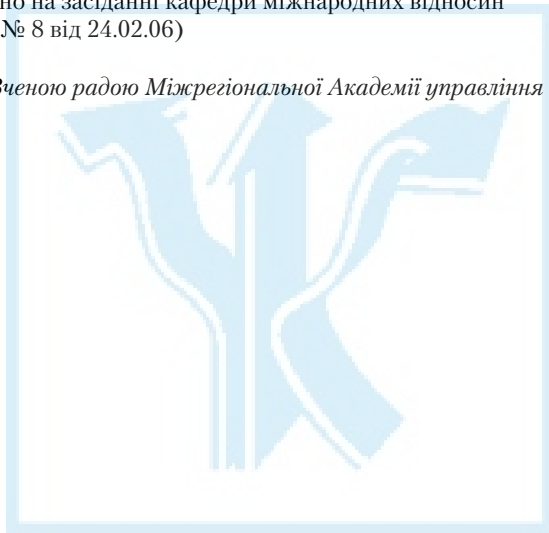 но на засіданні кафедри міжнародних відносин
№ 8 від 24.02.06)
Вченою радою Міжрегіональної Академії управління